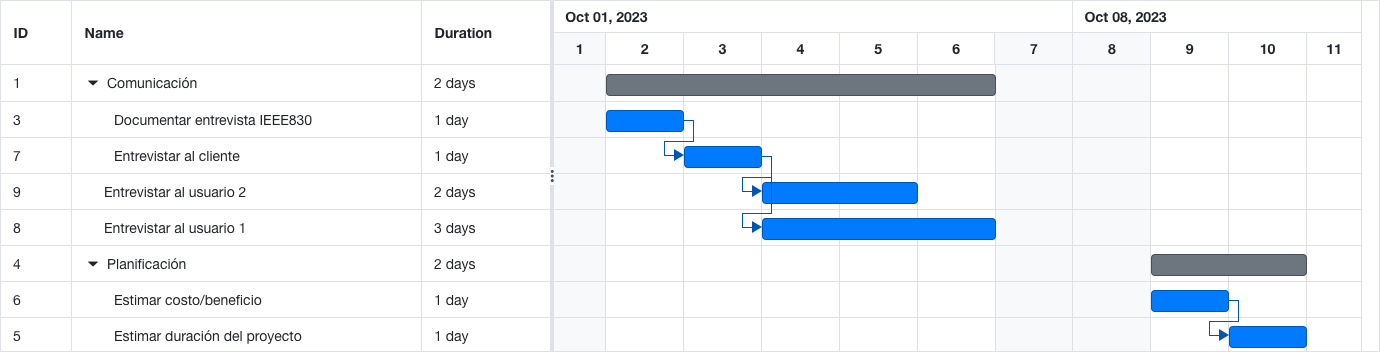 ID Name Duration Oct 01, 2023 Oct 08, 2023
1 2 3 4 5 6 7 8 9 10 11
1 Comunicación 2 days
3 Documentar entrevista IEEE830 1 day
7 Entrevistar al cliente 1 day
9 Entrevistar al usuario 2 2 days
8 Entrevistar al usuario 1 3 days
4 Planificación 2 days
6 Estimar costo/beneficio 1 day
5 Estimar duración del proyecto 1 day